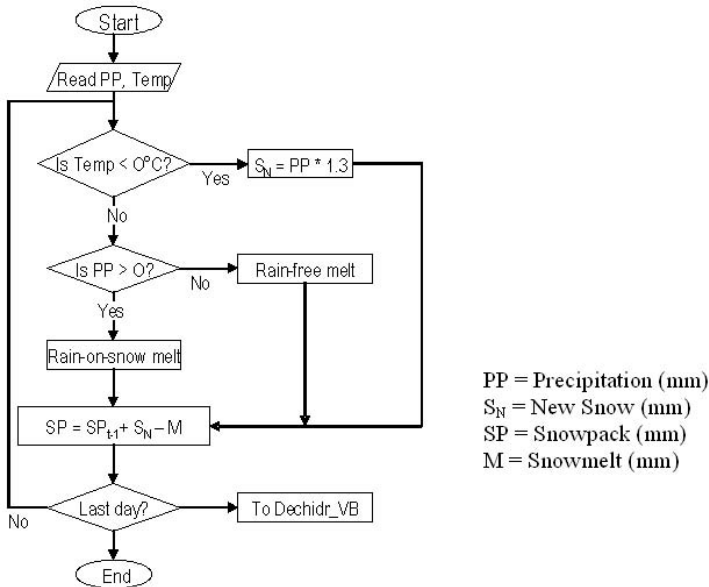 Start
Read PP, Temp
Is Temp < O°C?
Yes
S_N = PP * 1.3
No
Is PP > O?
No
Rain-free melt
Yes
Rain-on-snow melt
SP = SP_t-1 + S_N – M
PP = Precipitation (mm)
S_N = New Snow (mm)
SP = Snowpack (mm)
M = Snowmelt (mm)
Last day?
No
To Dechidr_VB
End